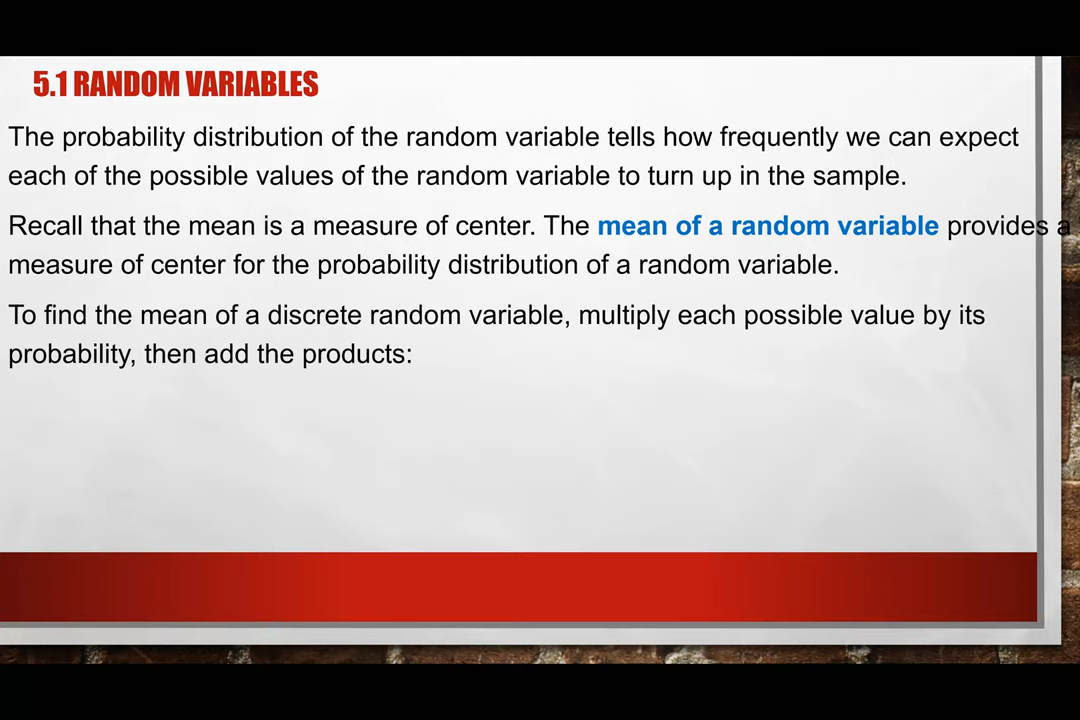 5.1 RANDOM VARIABLES
The probability distribution of the random variable tells how frequently we can expect
each of the possible values of the random variable to turn up in the sample.
Recall that the mean is a measure of center. The mean of a random variable provides a
measure of center for the probability distribution of a random variable.
To find the mean of a discrete random variable, multiply each possible value by its
probability, then add the products: